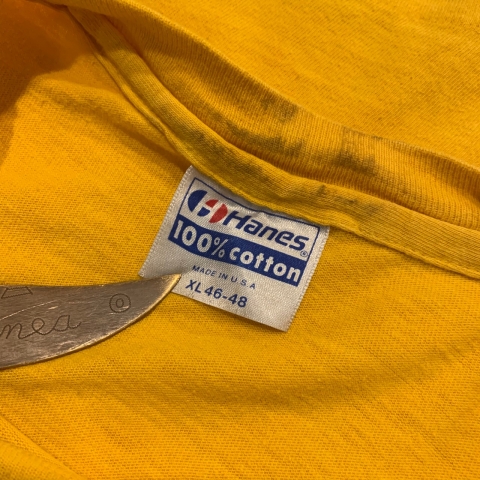 Hanes®
100% cotton
MADE IN U.S.A
XL 46-48
©